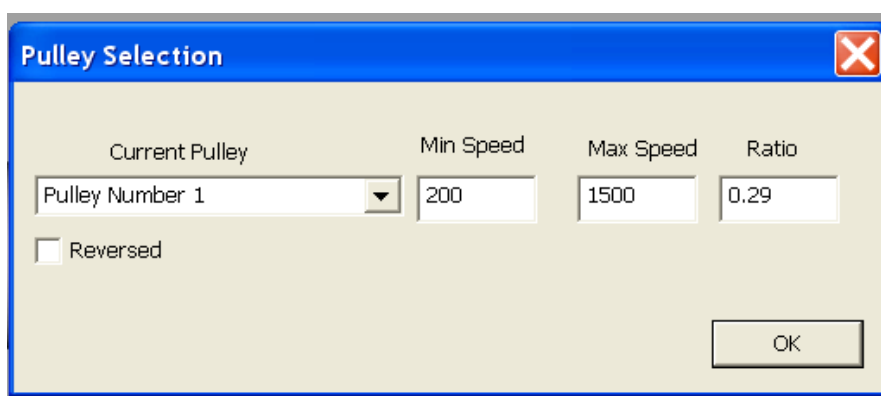 Pulley Selection
Current Pulley
Min Speed
Max Speed
Ratio
Pulley Number 1
200
1500
0.29
Reversed
OK